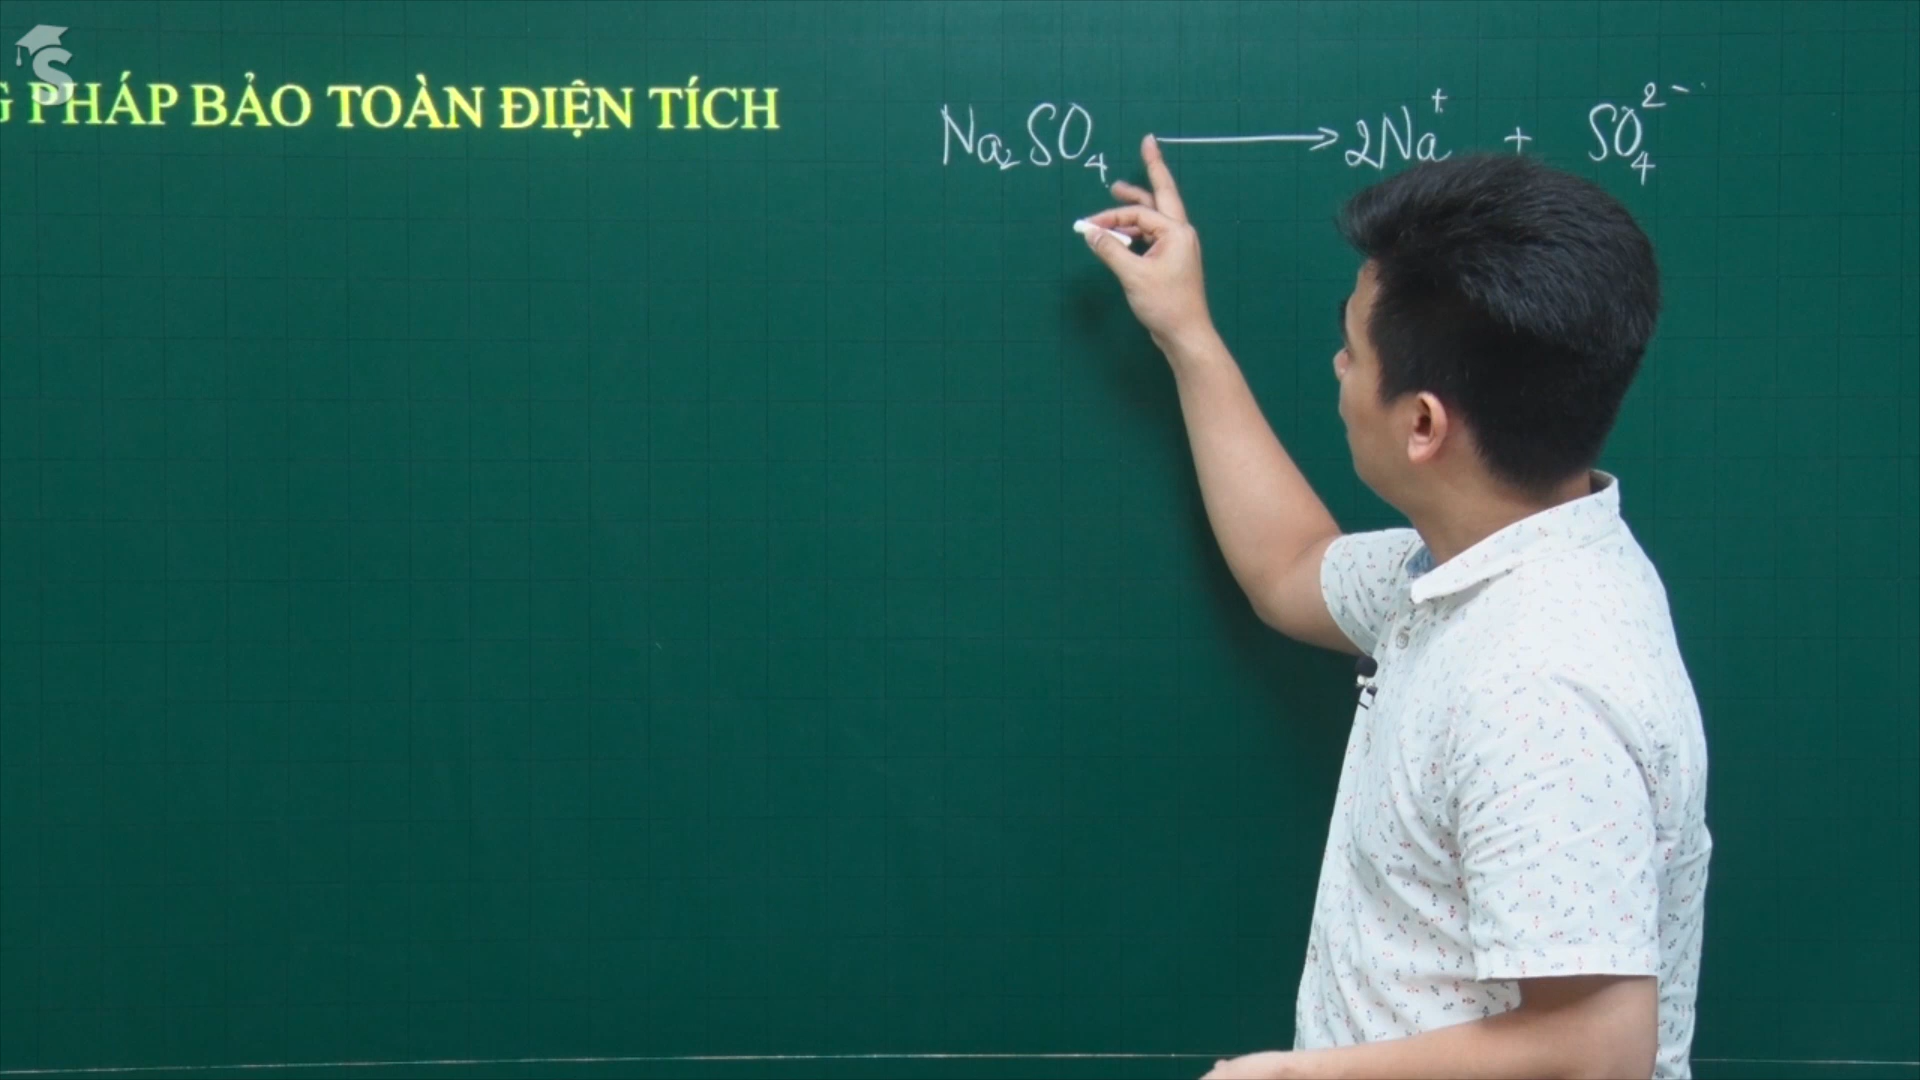 PHÁP BẢO TOÀN ĐIỆN TÍCH
Na₂SO₄ ⟶ 2Na⁺ + SO₄²⁻